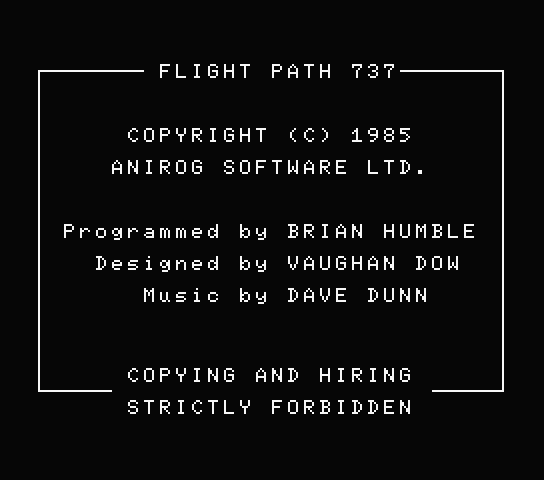 FLIGHT PATH 737
COPYRIGHT (C) 1985
ANIROG SOFTWARE LTD.
Programmed by BRIAN HUMBLE
Designed by VAUGHAN DOW
Music by DAVE DUNN
COPYING AND HIRING
STRICTLY FORBIDDEN